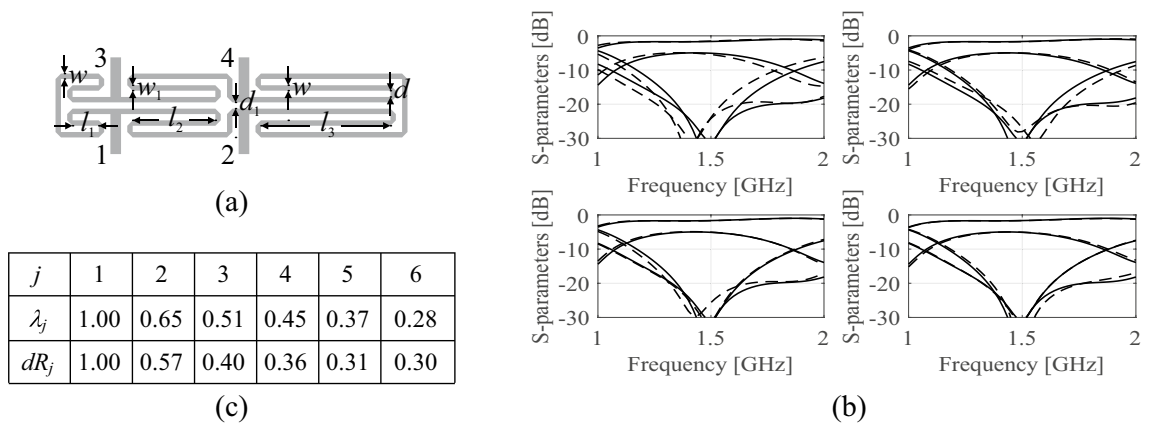 3
4
w
w₁
w
d
d₁
l₁
l₂
l₃
1
2
(a)
j 1 2 3 4 5 6
λⱼ 1.00 0.65 0.51 0.45 0.37 0.28
dRⱼ 1.00 0.57 0.40 0.36 0.31 0.30
(c)
S-parameters [dB]
0
-10
-20
-30
1 1.5 2
Frequency [GHz]
S-parameters [dB]
0
-10
-20
-30
1 1.5 2
Frequency [GHz]
S-parameters [dB]
0
-10
-20
-30
1 1.5 2
Frequency [GHz]
S-parameters [dB]
0
-10
-20
-30
1 1.5 2
Frequency [GHz]
(b)